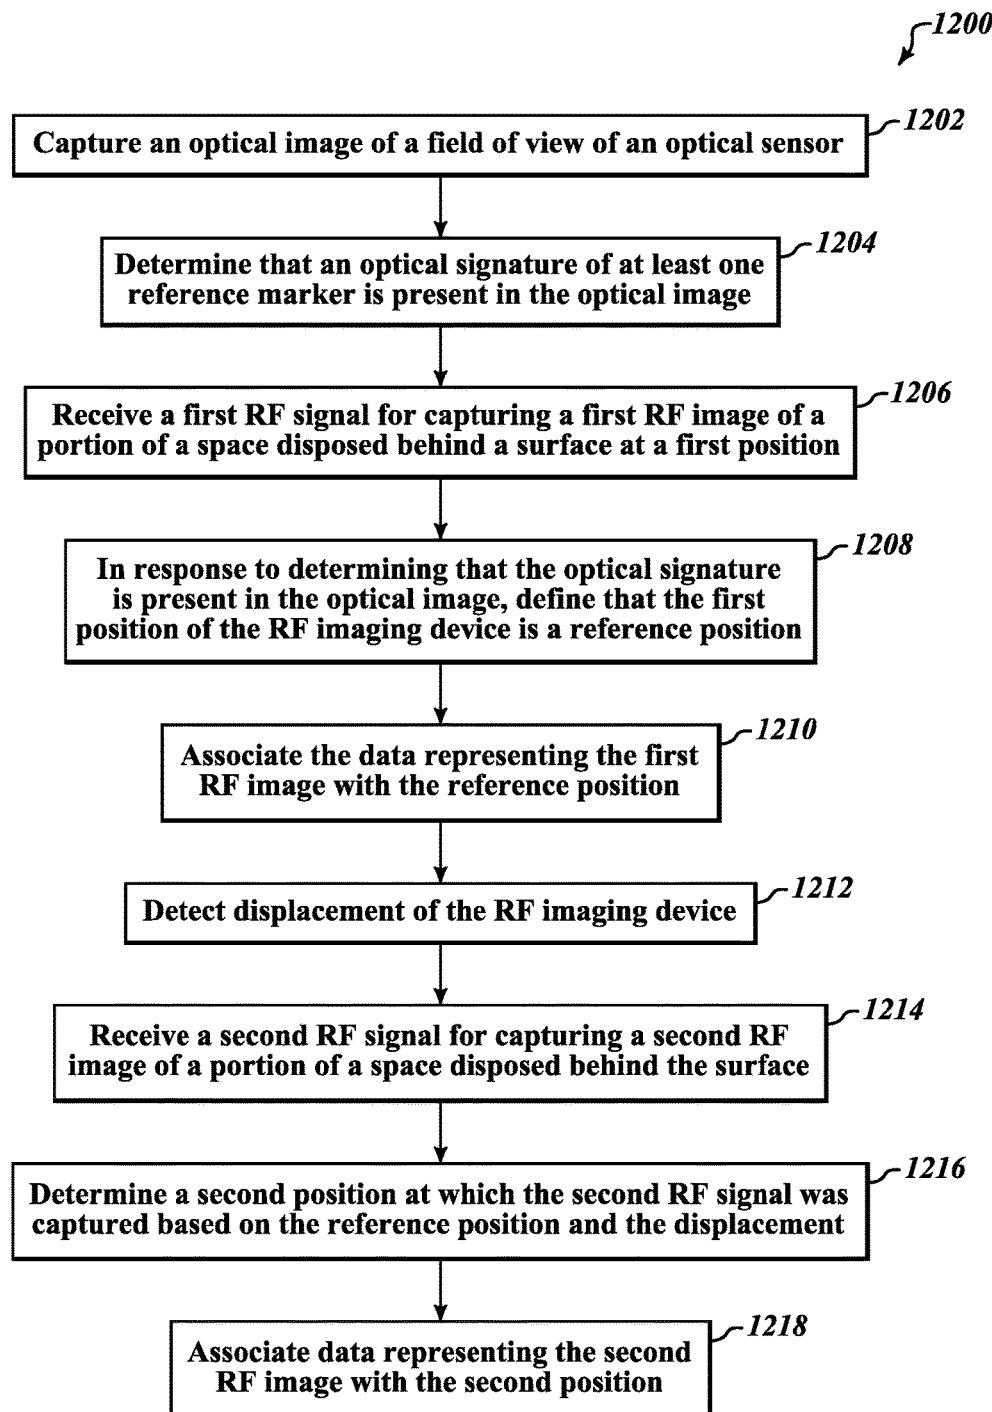 1200
1202
Capture an optical image of a field of view of an optical sensor
1204
Determine that an optical signature of at least one
reference marker is present in the optical image
1206
Receive a first RF signal for capturing a first RF image of a
portion of a space disposed behind a surface at a first position
1208
In response to determining that the optical signature
is present in the optical image, define that the first
position of the RF imaging device is a reference position
1210
Associate the data representing the first
RF image with the reference position
1212
Detect displacement of the RF imaging device
1214
Receive a second RF signal for capturing a second RF
image of a portion of a space disposed behind the surface
1216
Determine a second position at which the second RF signal was
captured based on the reference position and the displacement
1218
Associate data representing the second
RF image with the second position